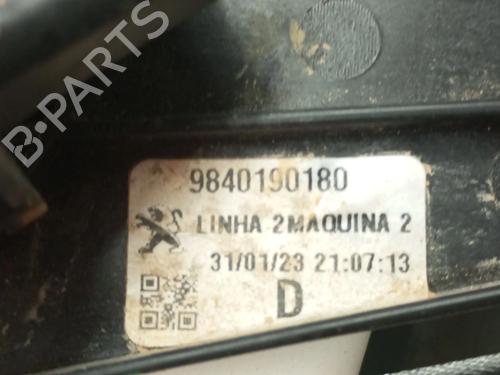 B-PARTS
9840190180
LINHA 2MAQUINA 2
31/01/23 21:07:13
D